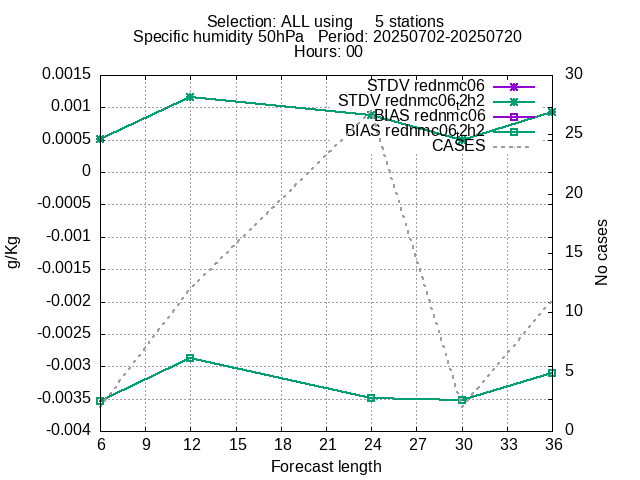 Selection: ALL using 5 stations
Specific humidity 50hPa Period: 20250702-20250720
Hours: 00
STDV rednmc06
STDV rednmc06.2h2
BIAS rednmc06
BIAS rednmc06.2h2
CASES
0.0015
0.001
0.0005
0
-0.0005
-0.001
-0.0015
-0.002
-0.0025
-0.003
-0.0035
-0.004
g/Kg
30
25
20
15
10
5
0
No cases
6 9 12 15 18 21 24 27 30 33 36
Forecast length